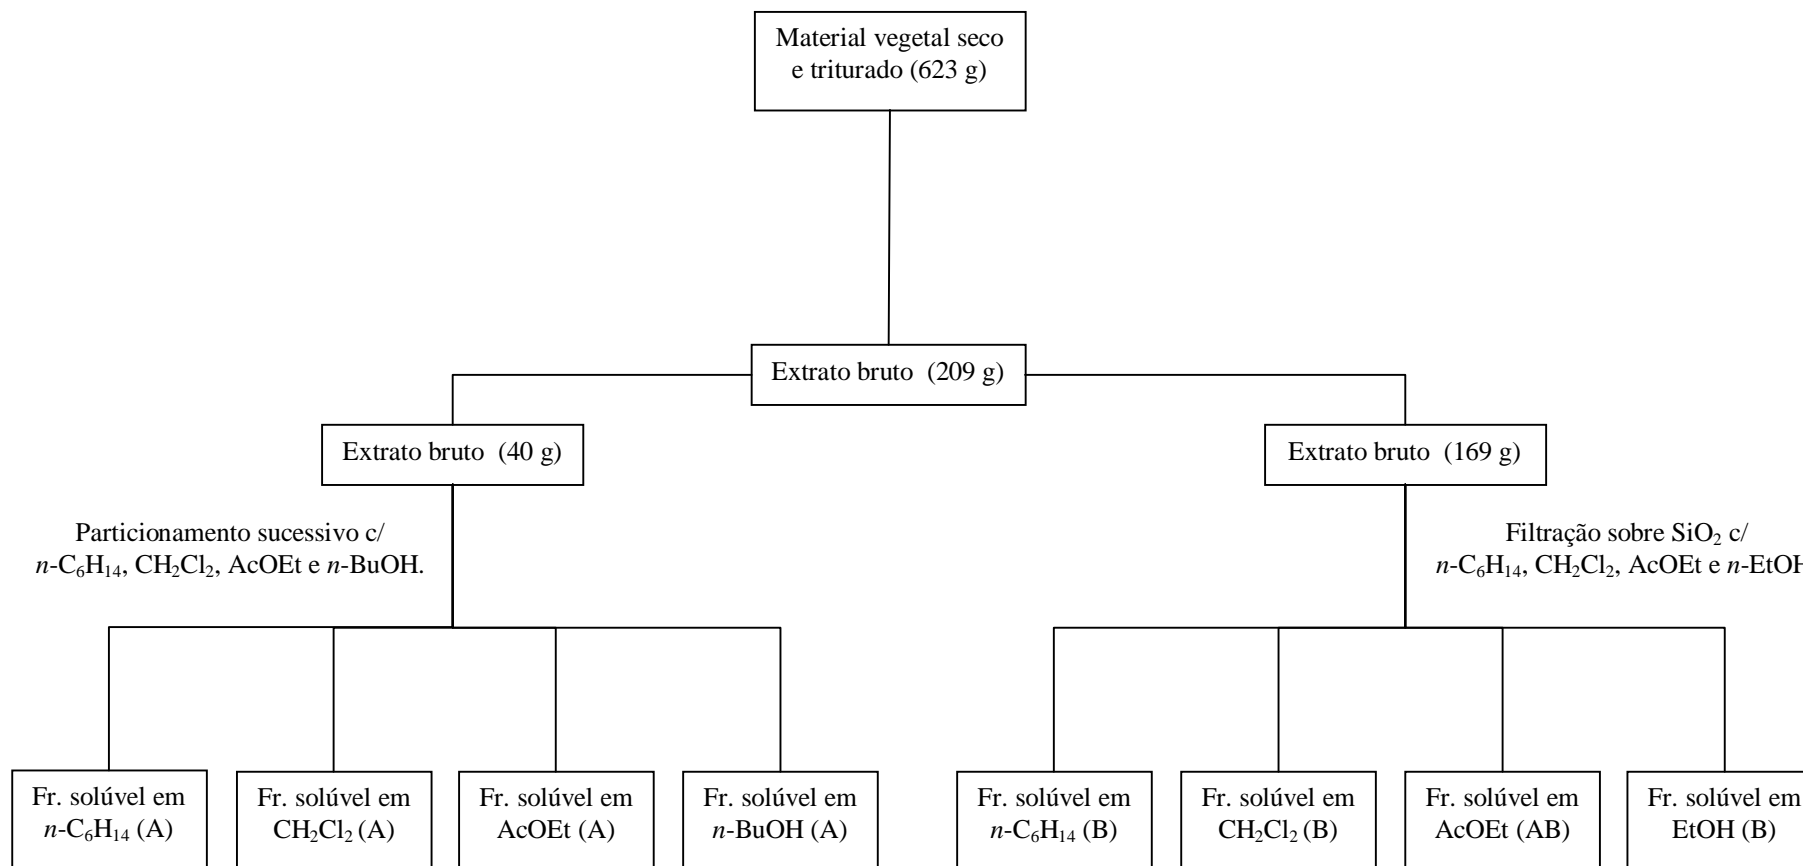 Material vegetal seco
e triturado (623 g)
Extrato bruto (209 g)
Extrato bruto (40 g)
Extrato bruto (169 g)
Particionamento sucessivo c/
n-C₆H₁₄, CH₂Cl₂, AcOEt e n-BuOH.
Filtração sobre SiO₂ c/
n-C₆H₁₄, CH₂Cl₂, AcOEt e n-EtOH
Fr. solúvel em
n-C₆H₁₄ (A)
Fr. solúvel em
CH₂Cl₂ (A)
Fr. solúvel em
AcOEt (A)
Fr. solúvel em
n-BuOH (A)
Fr. solúvel em
n-C₆H₁₄ (B)
Fr. solúvel em
CH₂Cl₂ (B)
Fr. solúvel em
AcOEt (AB)
Fr. solúvel em
EtOH (B)